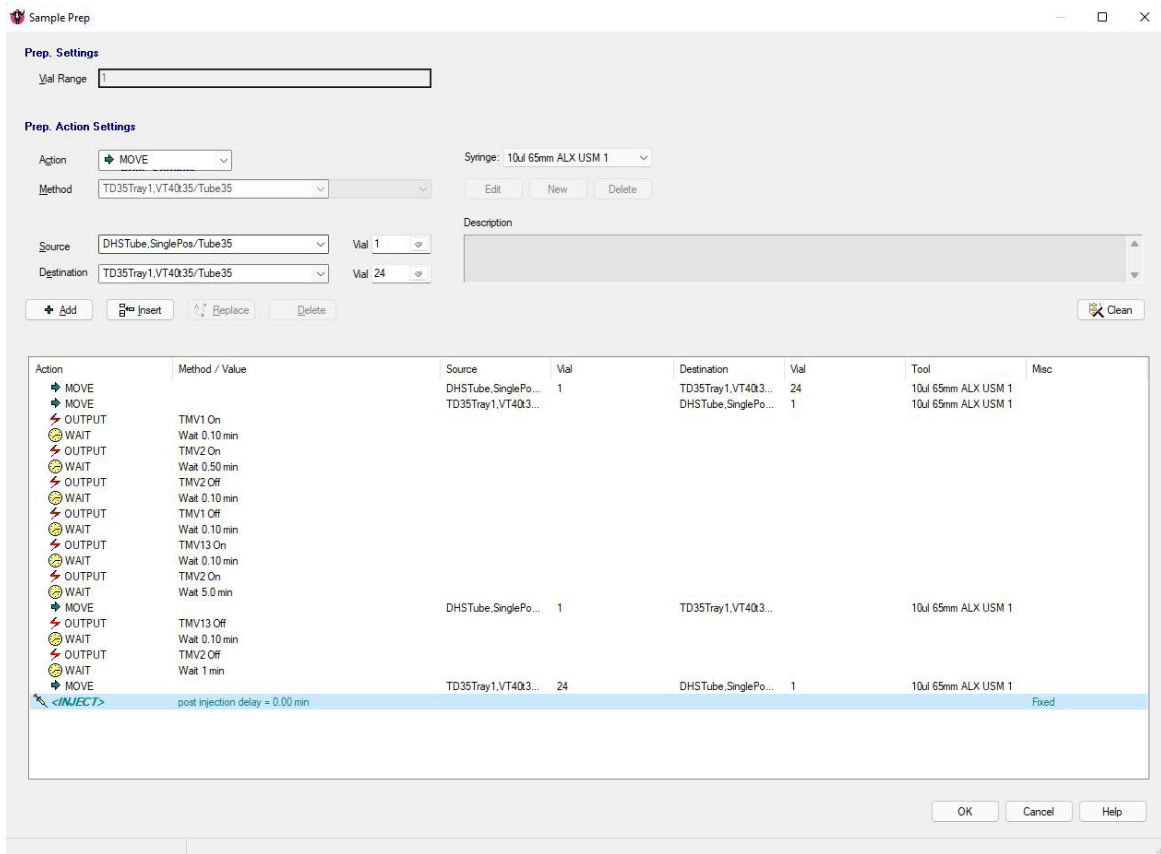 Sample Prep
Prep. Settings
Vial Range 1
Prep. Action Settings
Action MOVE Syringe: 10ul 65mm ALX USM 1
Method TD35Tray1,VT40t35/Tube35 Edit New Delete
Description
Source DHSTube,SinglePos/Tube35 Vial 1
Destination TD35Tray1,VT40t35/Tube35 Vial 24
Add Insert Replace Delete Clean
Action Method / Value Source Vial Destination Vial Tool Misc
MOVE DHSTube,SinglePo... 1 TD35Tray1,VT40t3... 24 10ul 65mm ALX USM 1
MOVE TD35Tray1,VT40t3... DHSTube,SinglePo... 1 10ul 65mm ALX USM 1
OUTPUT TMV1 On
WAIT Wait 0.10 min
OUTPUT TMV2 On
WAIT Wait 0.50 min
OUTPUT TMV2 Off
WAIT Wait 0.10 min
OUTPUT TMV1 Off
WAIT Wait 0.10 min
OUTPUT TMV13 On
WAIT Wait 0.10 min
OUTPUT TMV2 On
WAIT Wait 5.0 min
MOVE DHSTube,SinglePo... 1 TD35Tray1,VT40t3... 10ul 65mm ALX USM 1
OUTPUT TMV13 Off
WAIT Wait 0.10 min
OUTPUT TMV2 Off
WAIT Wait 1 min
MOVE TD35Tray1,VT40t3... 24 DHSTube,SinglePo... 1 10ul 65mm ALX USM 1
<INJECT> post injection delay = 0.00 min Fixed
OK Cancel Help